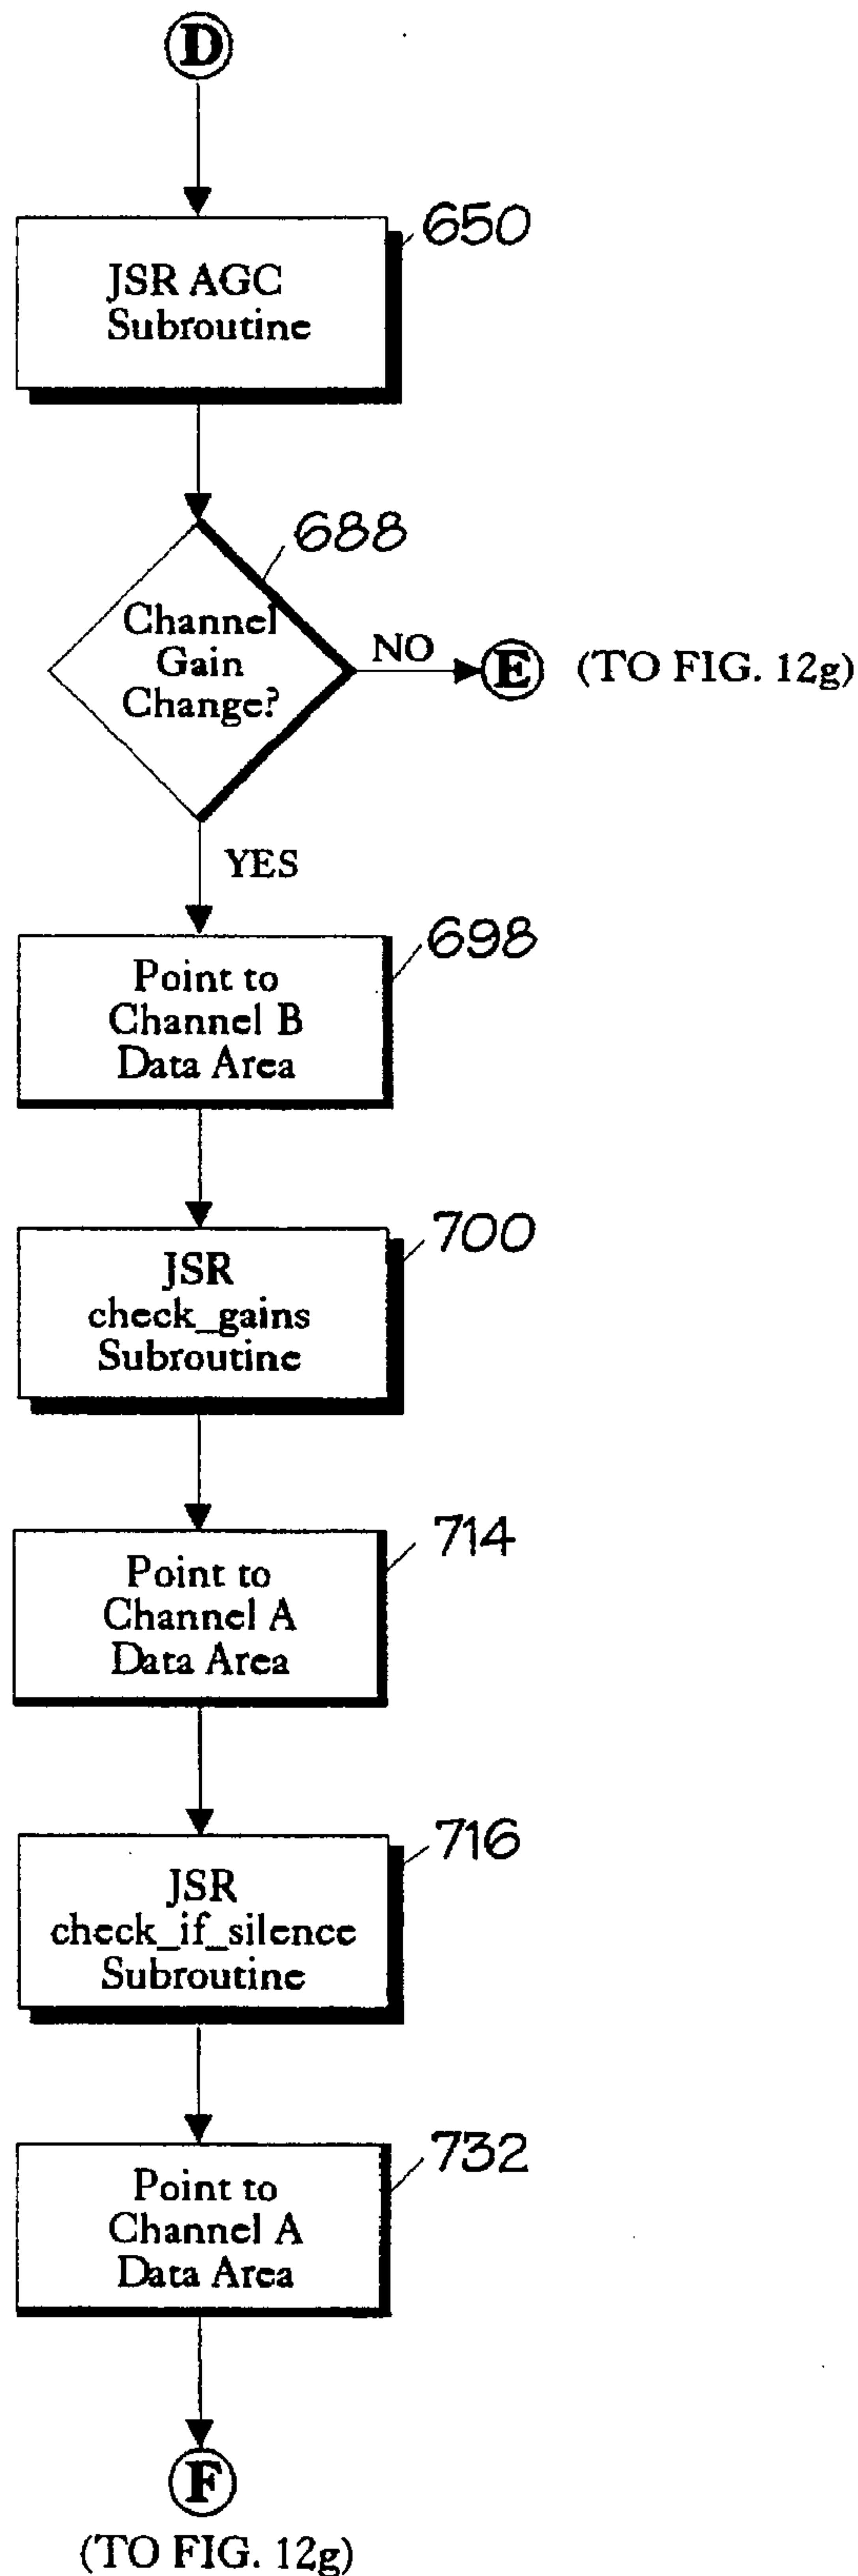 D
650
JSR AGC
Subroutine
688
Channel
Gain
Change?
NO
E
(TO FIG. 12g)
YES
698
Point to
Channel B
Data Area
700
JSR
check_gains
Subroutine
714
Point to
Channel A
Data Area
716
JSR
check_if_silence
Subroutine
732
Point to
Channel A
Data Area
F
(TO FIG. 12g)